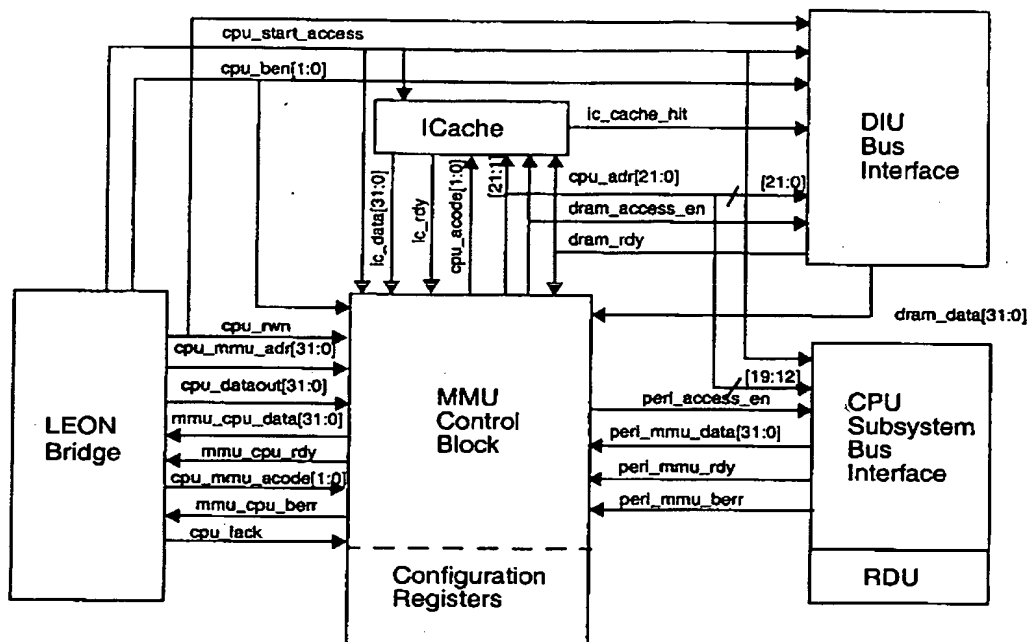 cpu_start_access
cpu_ben[1:0]
ICache
ic_cache_hit
DIU
Bus
Interface
ic_data[31:0]
ic_rdy
cpu_acode[1:0]
[21:1]
cpu_adr[21:0]
[21:0]
dram_access_en
dram_rdy
dram_data[31:0]
LEON
Bridge
cpu_rwn
cpu_mmu_adr[31:0]
cpu_dataout[31:0]
mmu_cpu_data[31:0]
mmu_cpu_rdy
cpu_mmu_acode[1:0]
mmu_cpu_berr
cpu_iack
MMU
Control
Block
Configuration
Registers
[19:12]
peri_access_en
peri_mmu_data[31:0]
peri_mmu_rdy
peri_mmu_berr
CPU
Subsystem
Bus
Interface
RDU